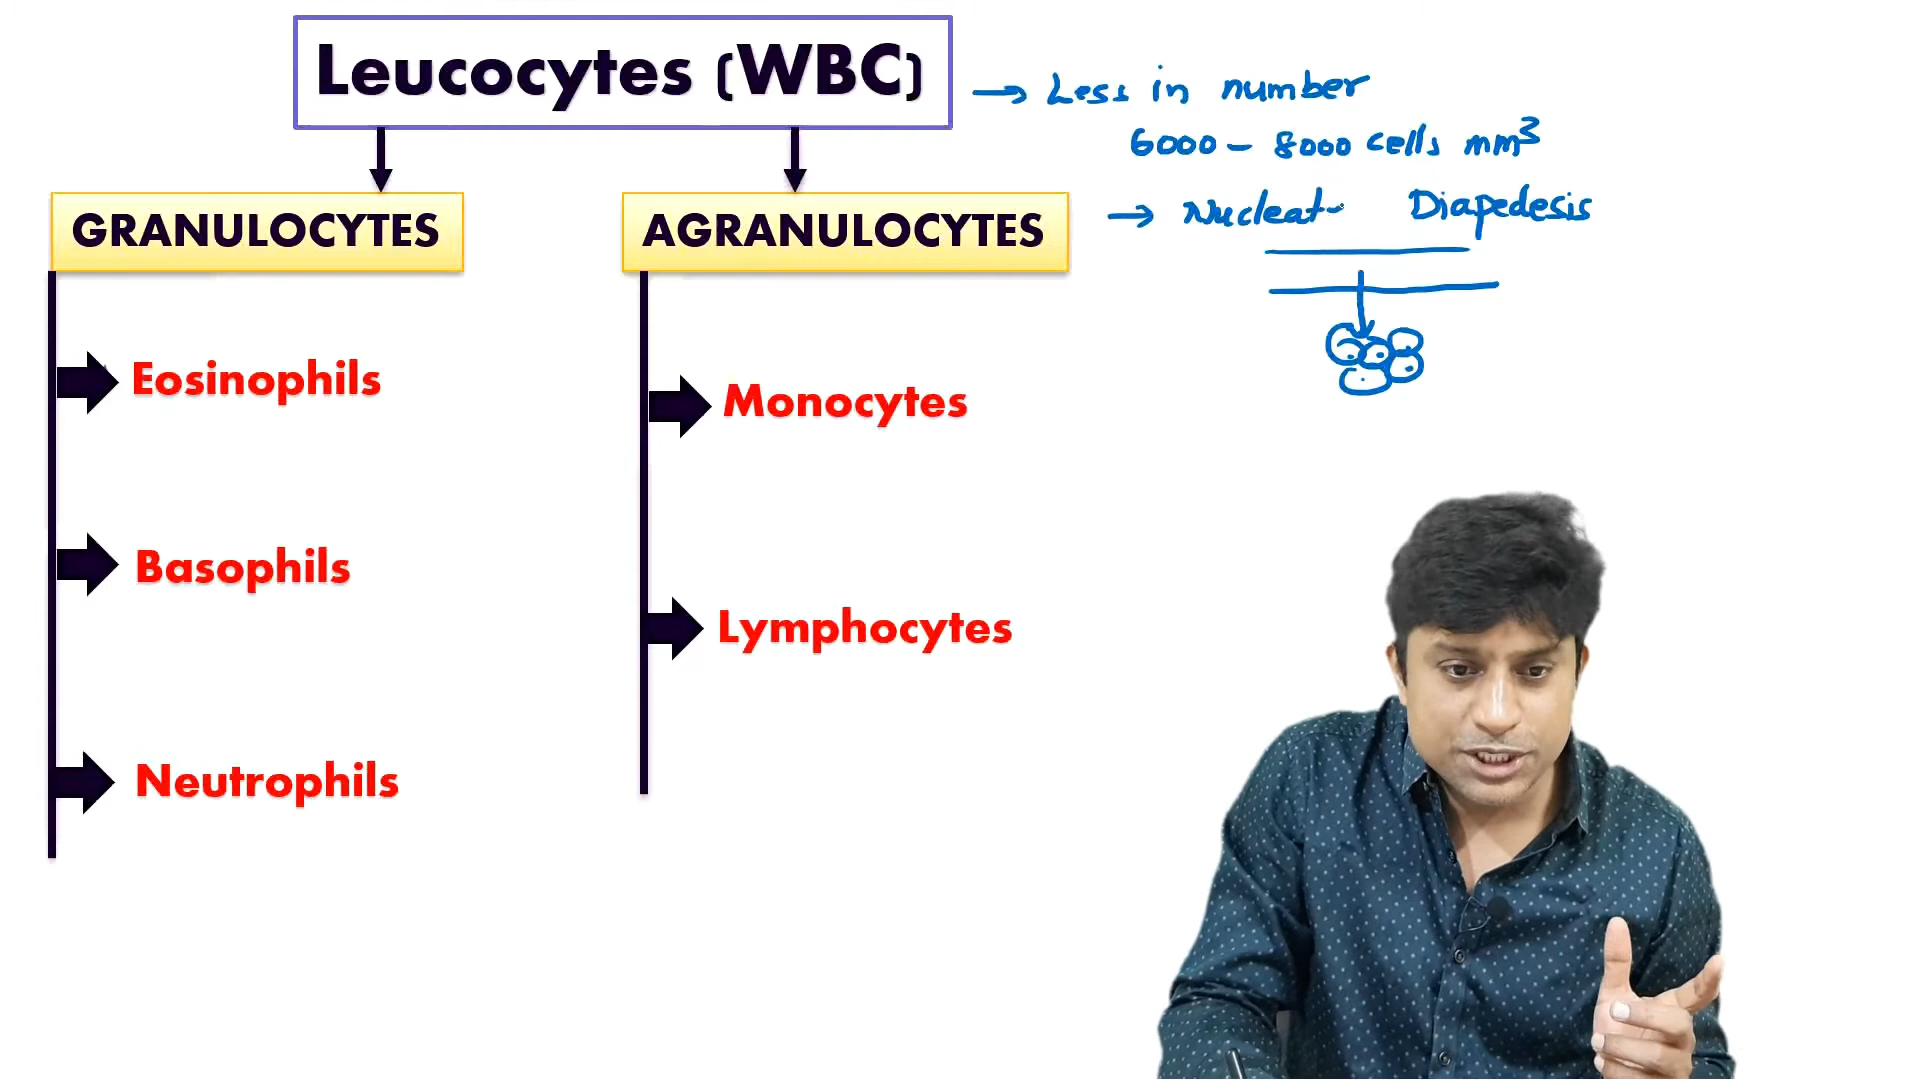 Leucocytes (WBC)
→ Less in number
6000 - 8000 cells mm³
→ Nucleat- Diapedesis
GRANULOCYTES
AGRANULOCYTES
Eosinophils
Monocytes
Basophils
Lymphocytes
Neutrophils